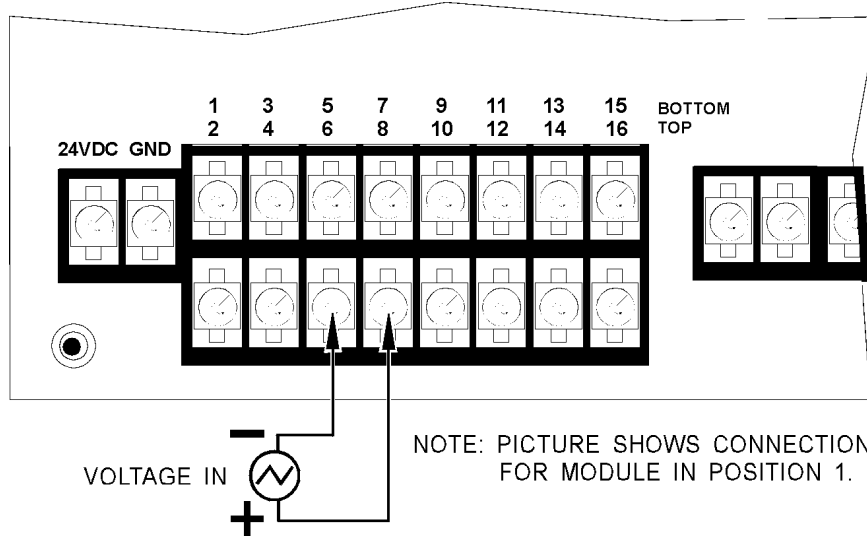 1 3 5 7 9 11 13 15 BOTTOM
2 4 6 8 10 12 14 16 TOP
24VDC GND
−
VOLTAGE IN
+
NOTE: PICTURE SHOWS CONNECTION
FOR MODULE IN POSITION 1.